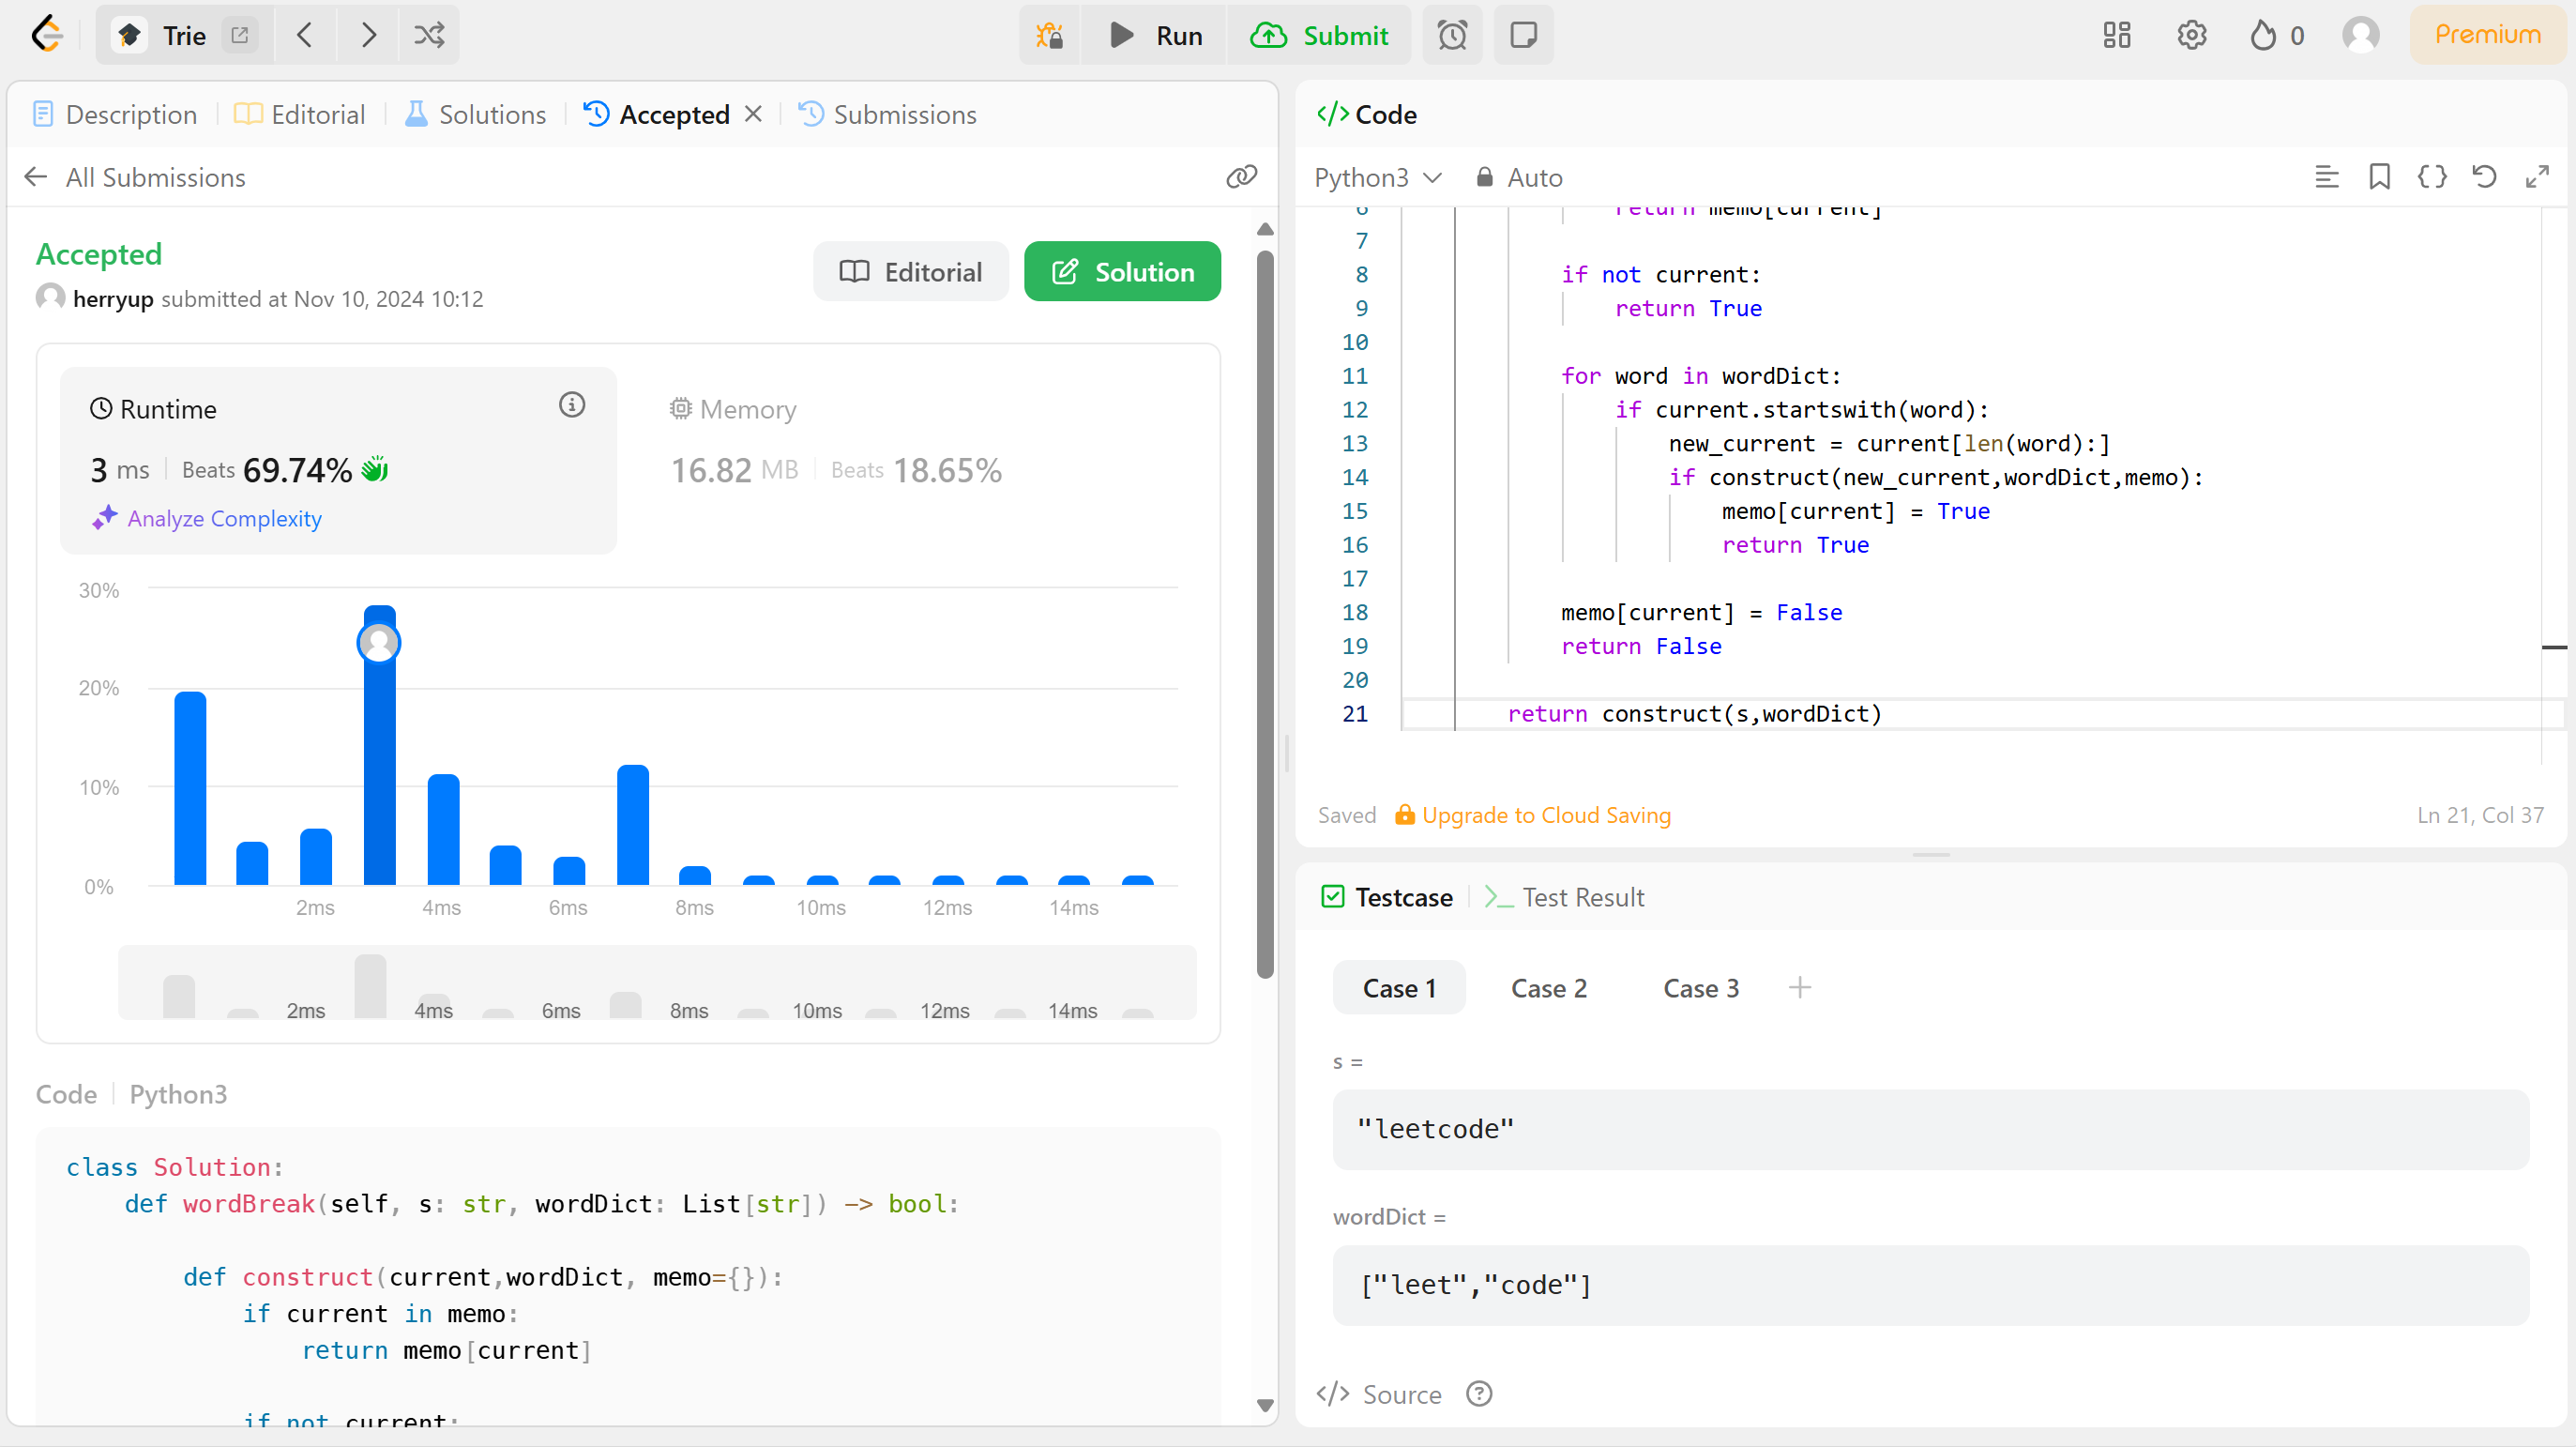 Trie
Run
Submit
0
Premium
Description
Editorial
Solutions
Accepted
Submissions
All Submissions
Accepted
herryup submitted at Nov 10, 2024 10:12
Editorial
Solution
Runtime
3 ms Beats 69.74%
Analyze Complexity
Memory
16.82 MB Beats 18.65%
30%
20%
10%
0%
2ms 4ms 6ms 8ms 10ms 12ms 14ms
2ms 4ms 6ms 8ms 10ms 12ms 14ms
Code Python3
class Solution:
    def wordBreak(self, s: str, wordDict: List[str]) -> bool:
        def construct(current,wordDict, memo={}):
            if current in memo:
                return memo[current]
            if not current:
Code
Python3 Auto
6 return memo[current]
7
8 if not current:
9 return True
10
11 for word in wordDict:
12 if current.startswith(word):
13 new_current = current[len(word):]
14 if construct(new_current,wordDict,memo):
15 memo[current] = True
16 return True
17
18 memo[current] = False
19 return False
20
21 return construct(s,wordDict)
Saved Upgrade to Cloud Saving Ln 21, Col 37
Testcase
Test Result
Case 1 Case 2 Case 3
s =
"leetcode"
wordDict =
["leet","code"]
Source